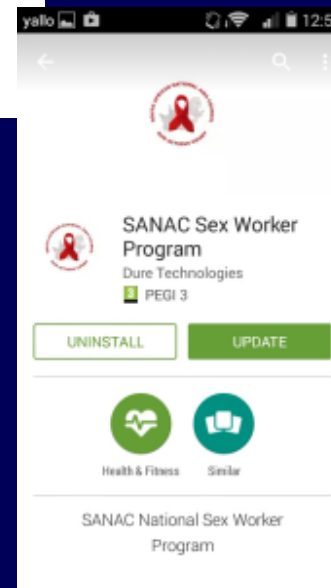 yallo 12:5
SANAC Sex Worker
Program
Dure Technologies
3 PEGI 3
UNINSTALL UPDATE
Health & Fitness Similar
SANAC National Sex Worker
Program